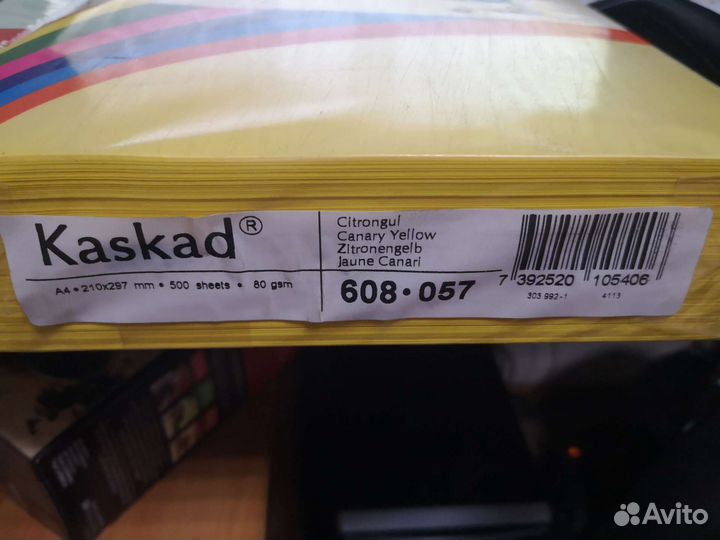 Kaskad®
A4 • 210x297 mm • 500 sheets • 80 gsm
Citrongul
Canary Yellow
Zitronengelb
Jaune Canari
608•057
7 392520 105406
303.992-1 4113
Avito